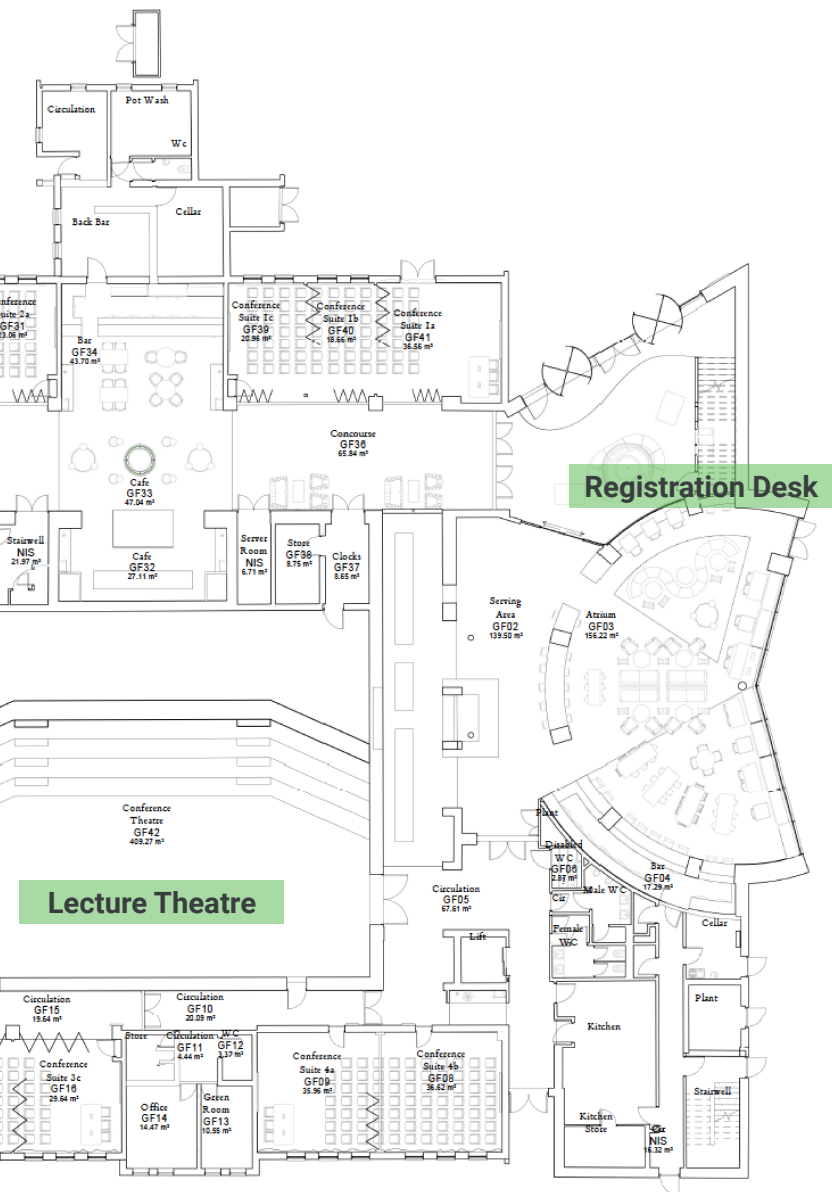 Circulation
Pot Wash
Wc
Back Bar
Cellar
GF31
Bar
GF34
43.70 m²
Conference
Suite 1c
GF39
20.96 m²
Conference
Suite 1b
GF40
18.66 m²
Conference
Suite 1a
GF41
36.56 m²
Concourse
GF36
65.84 m²
Cafe
GF33
47.04 m²
Registration Desk
Stairwell
NIS
21.97 m²
Cafe
GF32
27.11 m²
Server
Room
NIS
6.71 m²
Store
GF38
8.75 m²
Clocks
GF37
8.65 m²
Serving
Area
GF02
139.50 m²
Atrium
GF03
156.22 m²
Conference
Theatre
GF42
409.27 m²
Lecture Theatre
Plant
Disabled
WC
GF06
2.87 m²
Cir
Male WC
Female
WC
Bar
GF04
17.29 m²
Circulation
GF05
67.61 m²
Lift
Cellar
Plant
Kitchen
Circulation
GF15
19.64 m²
Circulation
GF10
20.09 m²
Store
Circulation
GF11
4.44 m²
WC
GF12
3.37 m²
Conference
Suite 3c
GF16
29.64 m²
Office
GF14
14.47 m²
Green
Room
GF13
10.55 m²
Conference
Suite 4a
GF09
35.96 m²
Conference
Suite 4b
GF08
36.62 m²
Kitchen
Store
Cir
NIS
16.32 m²
Stairwell